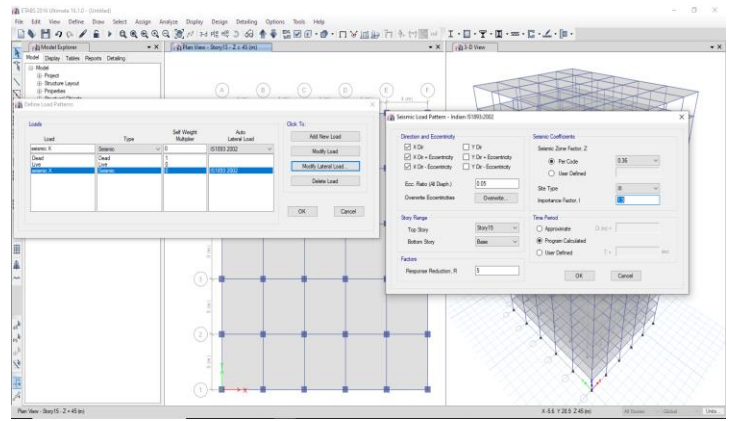 ETABS 2016 Ultimate 16.1.0 - (Untitled)
File Edit View Define Draw Select Assign Analyze Display Design Detailing Options Tools Help
Model Explorer
Plan View - Story15 - Z = 45 (m)
3-D View
Model Display Tables Reports Detailing
Model
Project
Structure Layout
Properties
A B C D E F
Define Load Patterns
Loads
Load Type Self Weight Multiplier Auto Lateral Load
seismic X Seismic 0 IS1893 2002
Dead Dead 1
Live Live 0
seismic X Seismic 0 IS1893 2002
Click To:
Add New Load
Modify Load
Modify Lateral Load...
Delete Load
OK Cancel
Seismic Load Pattern - Indian IS1893:2002
Direction and Eccentricity
X Dir Y Dir
X Dir + Eccentricity Y Dir + Eccentricity
X Dir - Eccentricity Y Dir - Eccentricity
Ecc. Ratio (All Diaph.) 0.05
Overwrite Eccentricities Overwrite...
Story Range
Top Story Story15
Bottom Story Base
Factors
Response Reduction, R 5
Seismic Coefficients
Seismic Zone Factor, Z
Per Code 0.36
User Defined
Site Type III
Importance Factor, I
Time Period
Approximate
Program Calculated
User Defined T = sec
OK Cancel
3
2
1
X
Plan View - Story15 - Z = 45 (m)
X -5.6 Y 28.9 Z 45 (m)
All Stories Global Units...